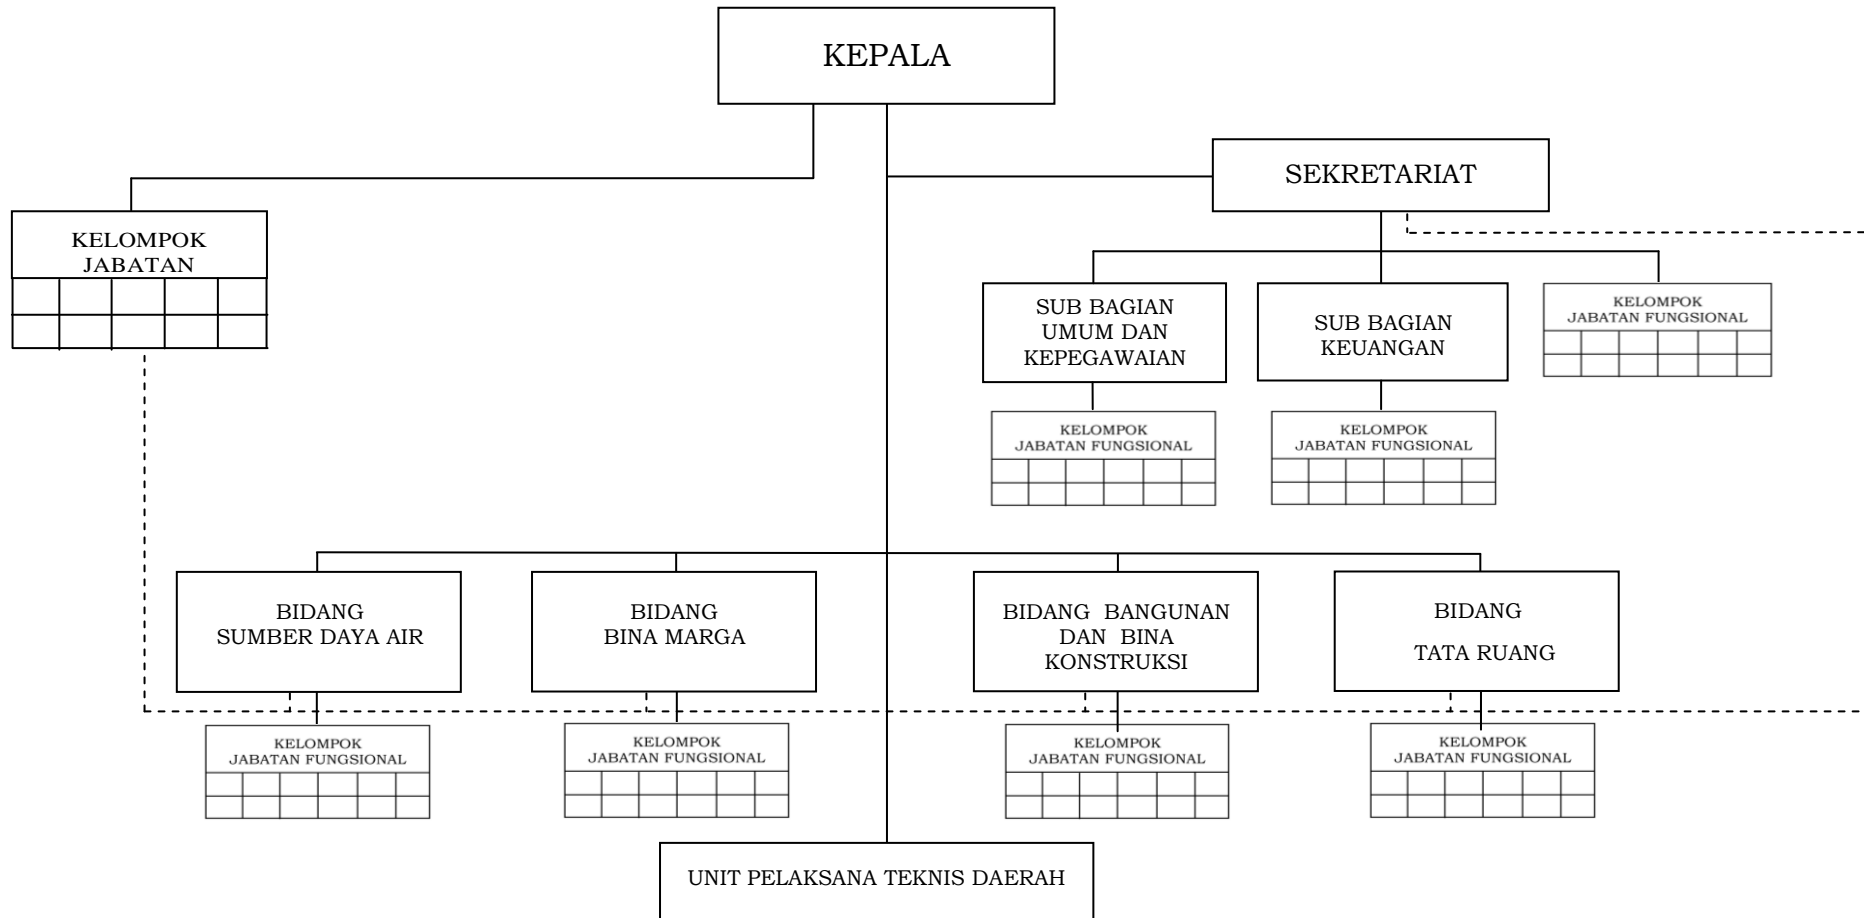 KEPALA
SEKRETARIAT
KELOMPOK
JABATAN
SUB BAGIAN
UMUM DAN
KEPEGAWAIAN
SUB BAGIAN
KEUANGAN
KELOMPOK
JABATAN FUNGSIONAL
KELOMPOK
JABATAN FUNGSIONAL
KELOMPOK
JABATAN FUNGSIONAL
BIDANG
SUMBER DAYA AIR
BIDANG
BINA MARGA
BIDANG BANGUNAN
DAN BINA
KONSTRUKSI
BIDANG
TATA RUANG
KELOMPOK
JABATAN FUNGSIONAL
KELOMPOK
JABATAN FUNGSIONAL
KELOMPOK
JABATAN FUNGSIONAL
KELOMPOK
JABATAN FUNGSIONAL
UNIT PELAKSANA TEKNIS DAERAH